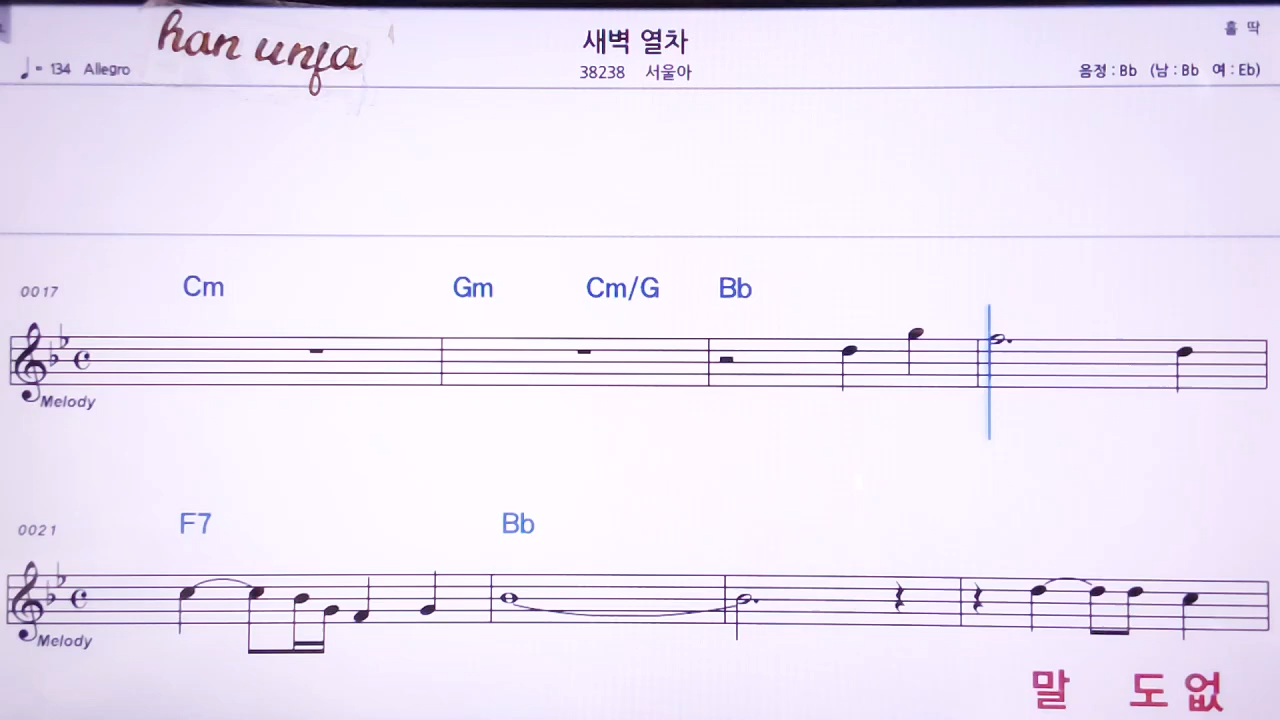 han unja
새벽 열차
홀 딱
♩= 134 Allegro
38238 서울아
음정 : Bb (남 : Bb 여 : Eb)
0017
Cm Gm Cm/G Bb
Melody
0021
F7 Bb
Melody
말 도 없